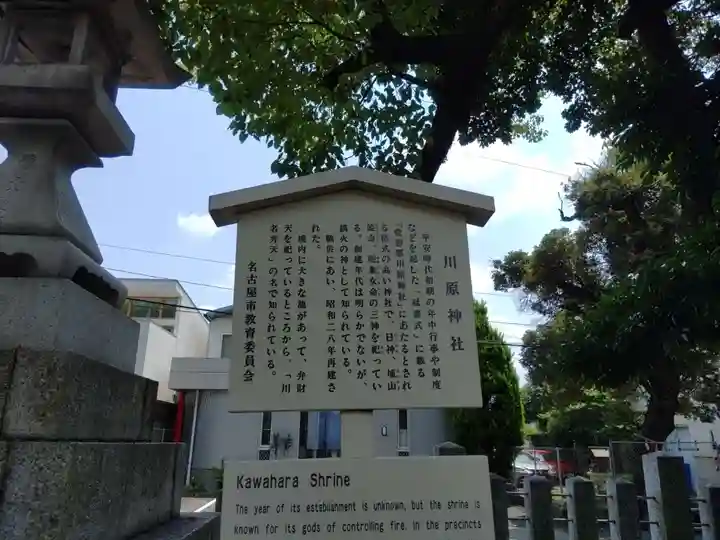 川原神社
平安時代初期の年中行事や制度
などを記した「延喜式」に載る
「愛智郡川原神社」にあたるとされ
る格式の高い神社で、日神、埴山
姫命、罔象女命の三神を祀ってい
る。創建年代は明らかでないが、
鎮火の神として知られている。
戦災にあい、昭和二八年再建さ
れた。
境内に大きな池があって、弁財
天を祀っているところから、「川
名弁天」の名で知られている。
名古屋市教育委員会
Kawahara Shrine
The year of its establishment is unknown, but the shrine is
known for its gods of controlling fire. In the precincts